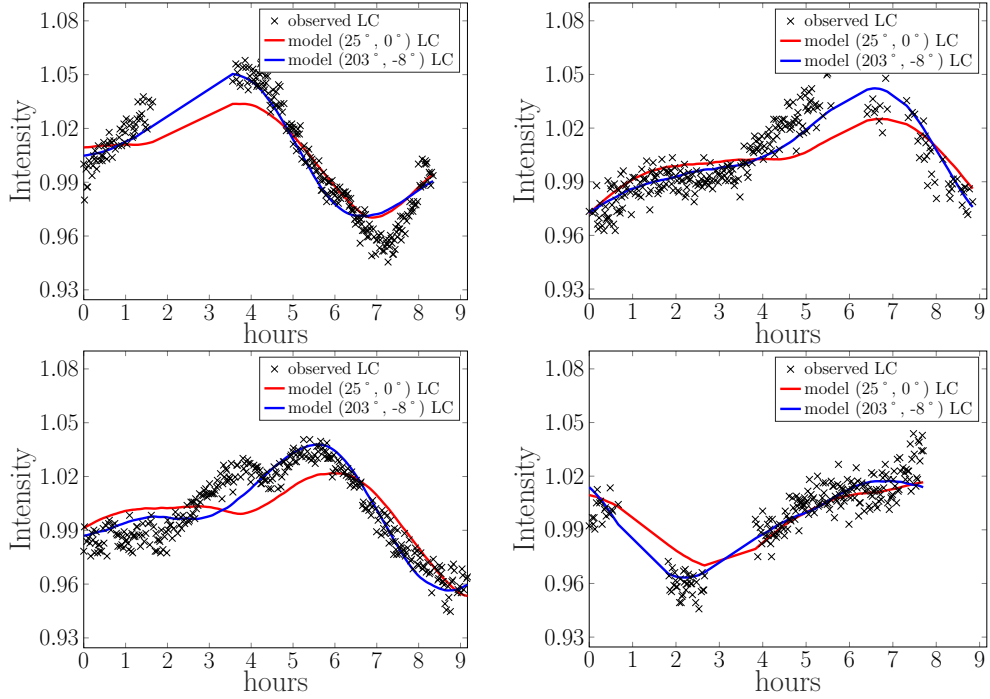 1.08
1.05
1.02
0.99
0.96
0.93
Intensity
observed LC
model (25°, 0°) LC
model (203°, -8°) LC
0 1 2 3 4 5 6 7 8 9
hours
1.08
1.05
1.02
0.99
0.96
0.93
Intensity
observed LC
model (25°, 0°) LC
model (203°, -8°) LC
0 1 2 3 4 5 6 7 8 9
hours
1.08
1.05
1.02
0.99
0.96
0.93
Intensity
observed LC
model (25°, 0°) LC
model (203°, -8°) LC
0 1 2 3 4 5 6 7 8 9
hours
1.08
1.05
1.02
0.99
0.96
0.93
Intensity
observed LC
model (25°, 0°) LC
model (203°, -8°) LC
0 1 2 3 4 5 6 7 8 9
hours